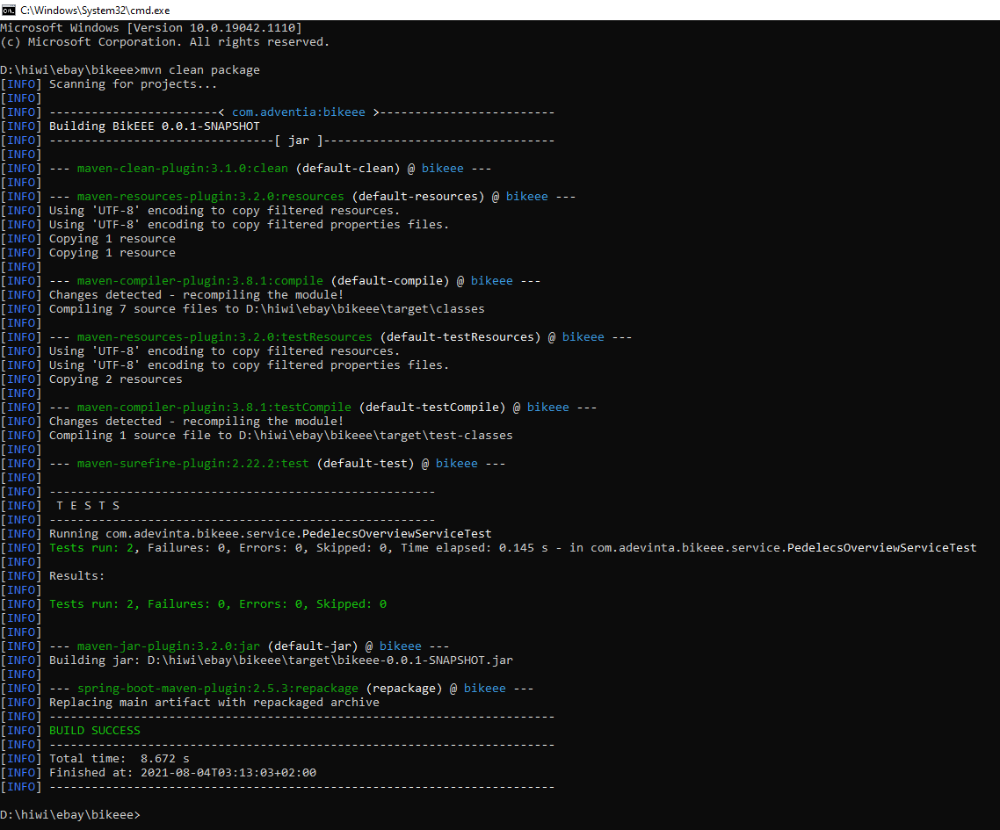 C:\Windows\System32\cmd.exe
Microsoft Windows [Version 10.0.19042.1110]
(c) Microsoft Corporation. All rights reserved.
D:\hiwi\ebay\bikeee>mvn clean package
[INFO] Scanning for projects...
[INFO]
[INFO] ------------------------< com.adventia:bikeee >-------------------------
[INFO] Building BikEEE 0.0.1-SNAPSHOT
[INFO] --------------------------------[ jar ]---------------------------------
[INFO]
[INFO] --- maven-clean-plugin:3.1.0:clean (default-clean) @ bikeee ---
[INFO]
[INFO] --- maven-resources-plugin:3.2.0:resources (default-resources) @ bikeee ---
[INFO] Using 'UTF-8' encoding to copy filtered resources.
[INFO] Using 'UTF-8' encoding to copy filtered properties files.
[INFO] Copying 1 resource
[INFO] Copying 1 resource
[INFO]
[INFO] --- maven-compiler-plugin:3.8.1:compile (default-compile) @ bikeee ---
[INFO] Changes detected - recompiling the module!
[INFO] Compiling 7 source files to D:\hiwi\ebay\bikeee\target\classes
[INFO]
[INFO] --- maven-resources-plugin:3.2.0:testResources (default-testResources) @ bikeee ---
[INFO] Using 'UTF-8' encoding to copy filtered resources.
[INFO] Using 'UTF-8' encoding to copy filtered properties files.
[INFO] Copying 2 resources
[INFO]
[INFO] --- maven-compiler-plugin:3.8.1:testCompile (default-testCompile) @ bikeee ---
[INFO] Changes detected - recompiling the module!
[INFO] Compiling 1 source file to D:\hiwi\ebay\bikeee\target\test-classes
[INFO]
[INFO] --- maven-surefire-plugin:2.22.2:test (default-test) @ bikeee ---
[INFO]
[INFO] -------------------------------------------------------
[INFO]  T E S T S
[INFO] -------------------------------------------------------
[INFO] Running com.adevinta.bikeee.service.PedelecsOverviewServiceTest
[INFO] Tests run: 2, Failures: 0, Errors: 0, Skipped: 0, Time elapsed: 0.145 s - in com.adevinta.bikeee.service.PedelecsOverviewServiceTest
[INFO]
[INFO] Results:
[INFO]
[INFO] Tests run: 2, Failures: 0, Errors: 0, Skipped: 0
[INFO]
[INFO]
[INFO] --- maven-jar-plugin:3.2.0:jar (default-jar) @ bikeee ---
[INFO] Building jar: D:\hiwi\ebay\bikeee\target\bikeee-0.0.1-SNAPSHOT.jar
[INFO]
[INFO] --- spring-boot-maven-plugin:2.5.3:repackage (repackage) @ bikeee ---
[INFO] Replacing main artifact with repackaged archive
[INFO] ------------------------------------------------------------------------
[INFO] BUILD SUCCESS
[INFO] ------------------------------------------------------------------------
[INFO] Total time:  8.672 s
[INFO] Finished at: 2021-08-04T03:13:03+02:00
[INFO] ------------------------------------------------------------------------
D:\hiwi\ebay\bikeee>